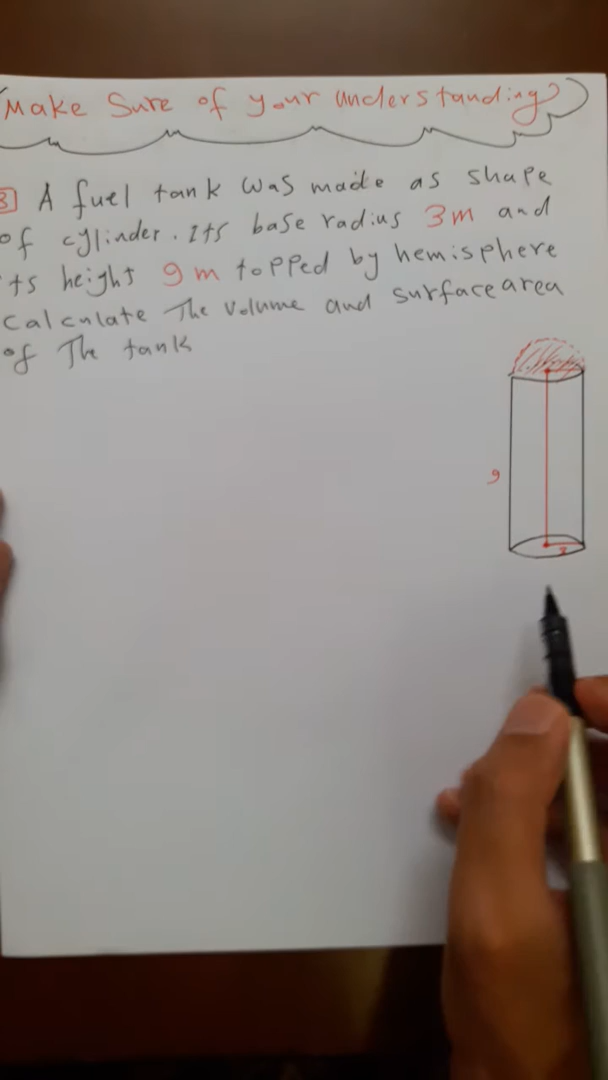 Make Sure of your understanding
3 A fuel tank was made as shape
of cylinder. Its base radius 3m and
its height 9m topped by hemisphere
Calculate The volume and surface area
of The tank
9
3